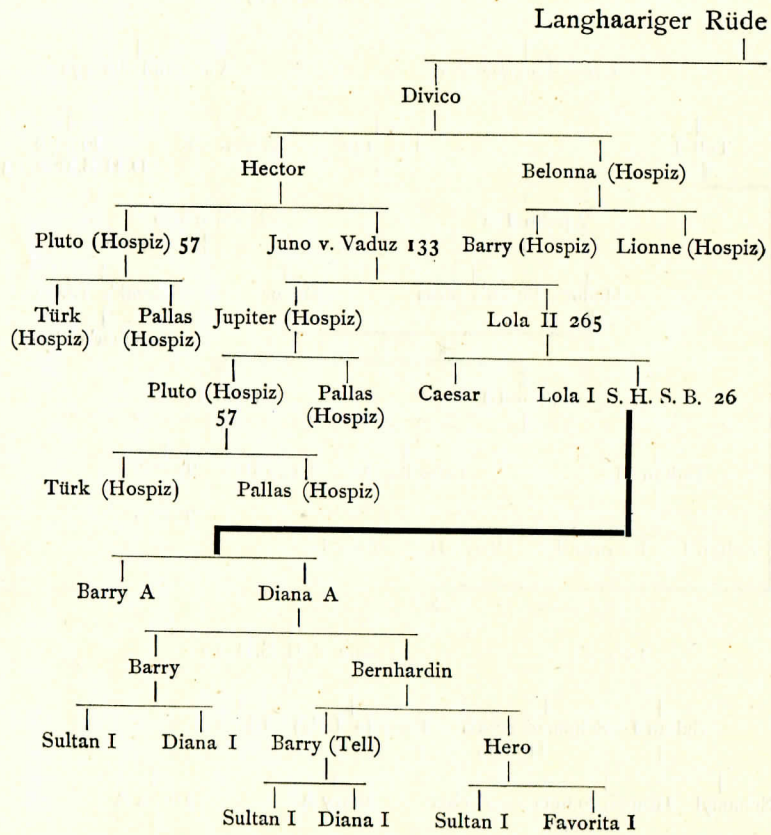 Langhaariger Rüde
Divico
Hector Belonna (Hospiz)
Pluto (Hospiz) 57 Juno v. Vaduz 133 Barry (Hospiz) Lionne (Hospiz)
Türk Pallas Jupiter (Hospiz) Lola II 265
(Hospiz) (Hospiz)
Pluto (Hospiz) Pallas Caesar Lola I S. H. S. B. 26
57 (Hospiz)
Türk (Hospiz) Pallas (Hospiz)
Barry A Diana A
Barry Bernhardin
Sultan I Diana I Barry (Tell) Hero
Sultan I Diana I Sultan I Favorita I